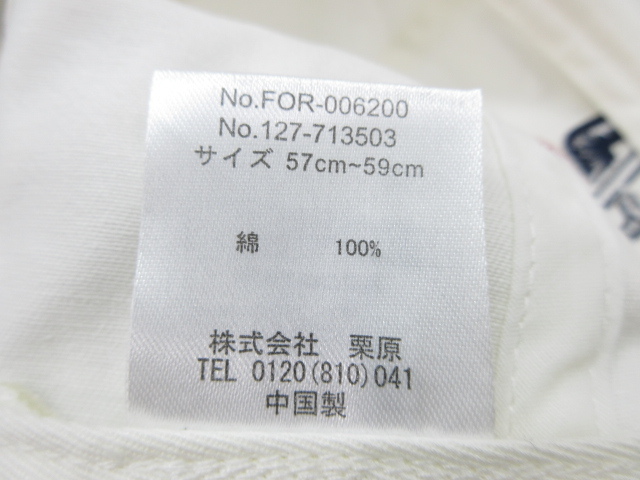 No.FOR-006200
No.127-713503
サイズ 57cm~59cm
綿 100%
株式会社 栗原
TEL 0120(810)041
中国製